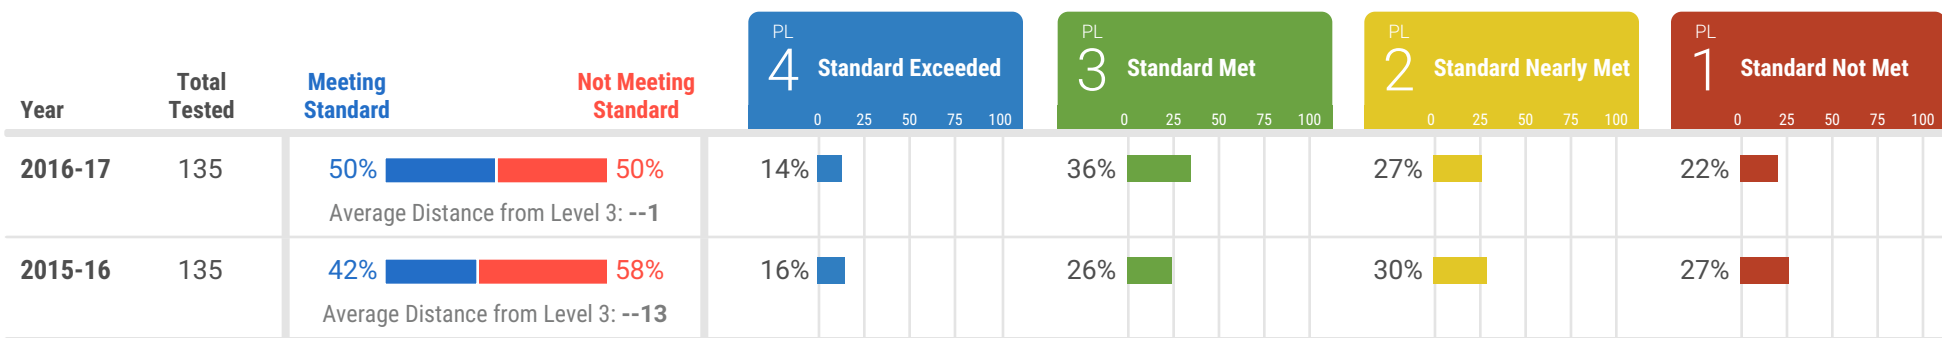 Year
Total
Tested
Meeting
Standard
Not Meeting
Standard
PL
4 Standard Exceeded
0 25 50 75 100
PL
3 Standard Met
0 25 50 75 100
PL
2 Standard Nearly Met
0 25 50 75 100
PL
1 Standard Not Met
0 25 50 75 100
2016-17 135 50% 50% 14% 36% 27% 22%
Average Distance from Level 3: --1
2015-16 135 42% 58% 16% 26% 30% 27%
Average Distance from Level 3: --13